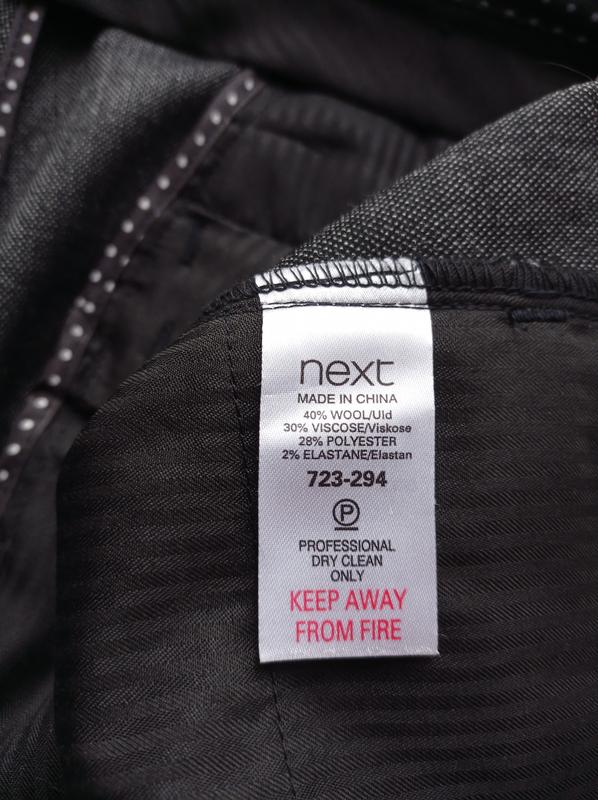 next
MADE IN CHINA
40% WOOL/Uld
30% VISCOSE/Viskose
28% POLYESTER
2% ELASTANE/Elastan
723-294
P
PROFESSIONAL
DRY CLEAN
ONLY
KEEP AWAY
FROM FIRE